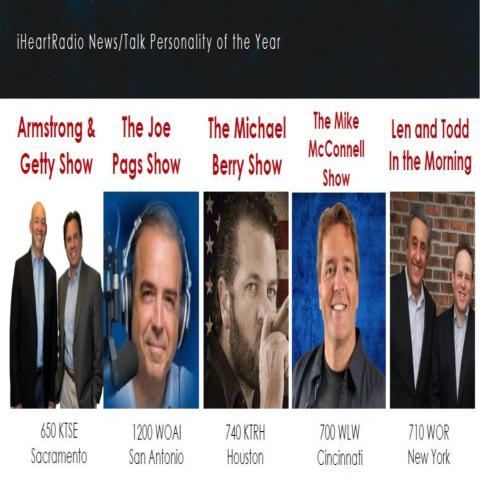 iHeartRadio News/Talk Personality of the Year
Armstrong &
Getty Show
The Joe
Pags Show
The Michael
Berry Show
The Mike
McConnell
Show
Len and Todd
In the Morning
650 KTSE
Sacramento
1200 WOAI
San Antonio
740 KTRH
Houston
700 WLW
Cincinnati
710 WOR
New York